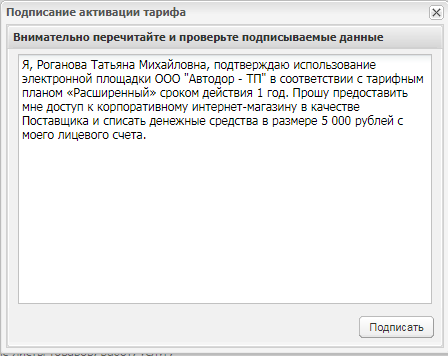 Подписание активации тарифа
Внимательно перечитайте и проверьте подписываемые данные
Я, Роганова Татьяна Михайловна, подтверждаю использование
электронной площадки ООО "Автодор - ТП" в соответствии с тарифным
планом «Расширенный» сроком действия 1 год. Прошу предоставить
мне доступ к корпоративному интернет-магазину в качестве
Поставщика и списать денежные средства в размере 5 000 рублей с
моего лицевого счета.
Подписать